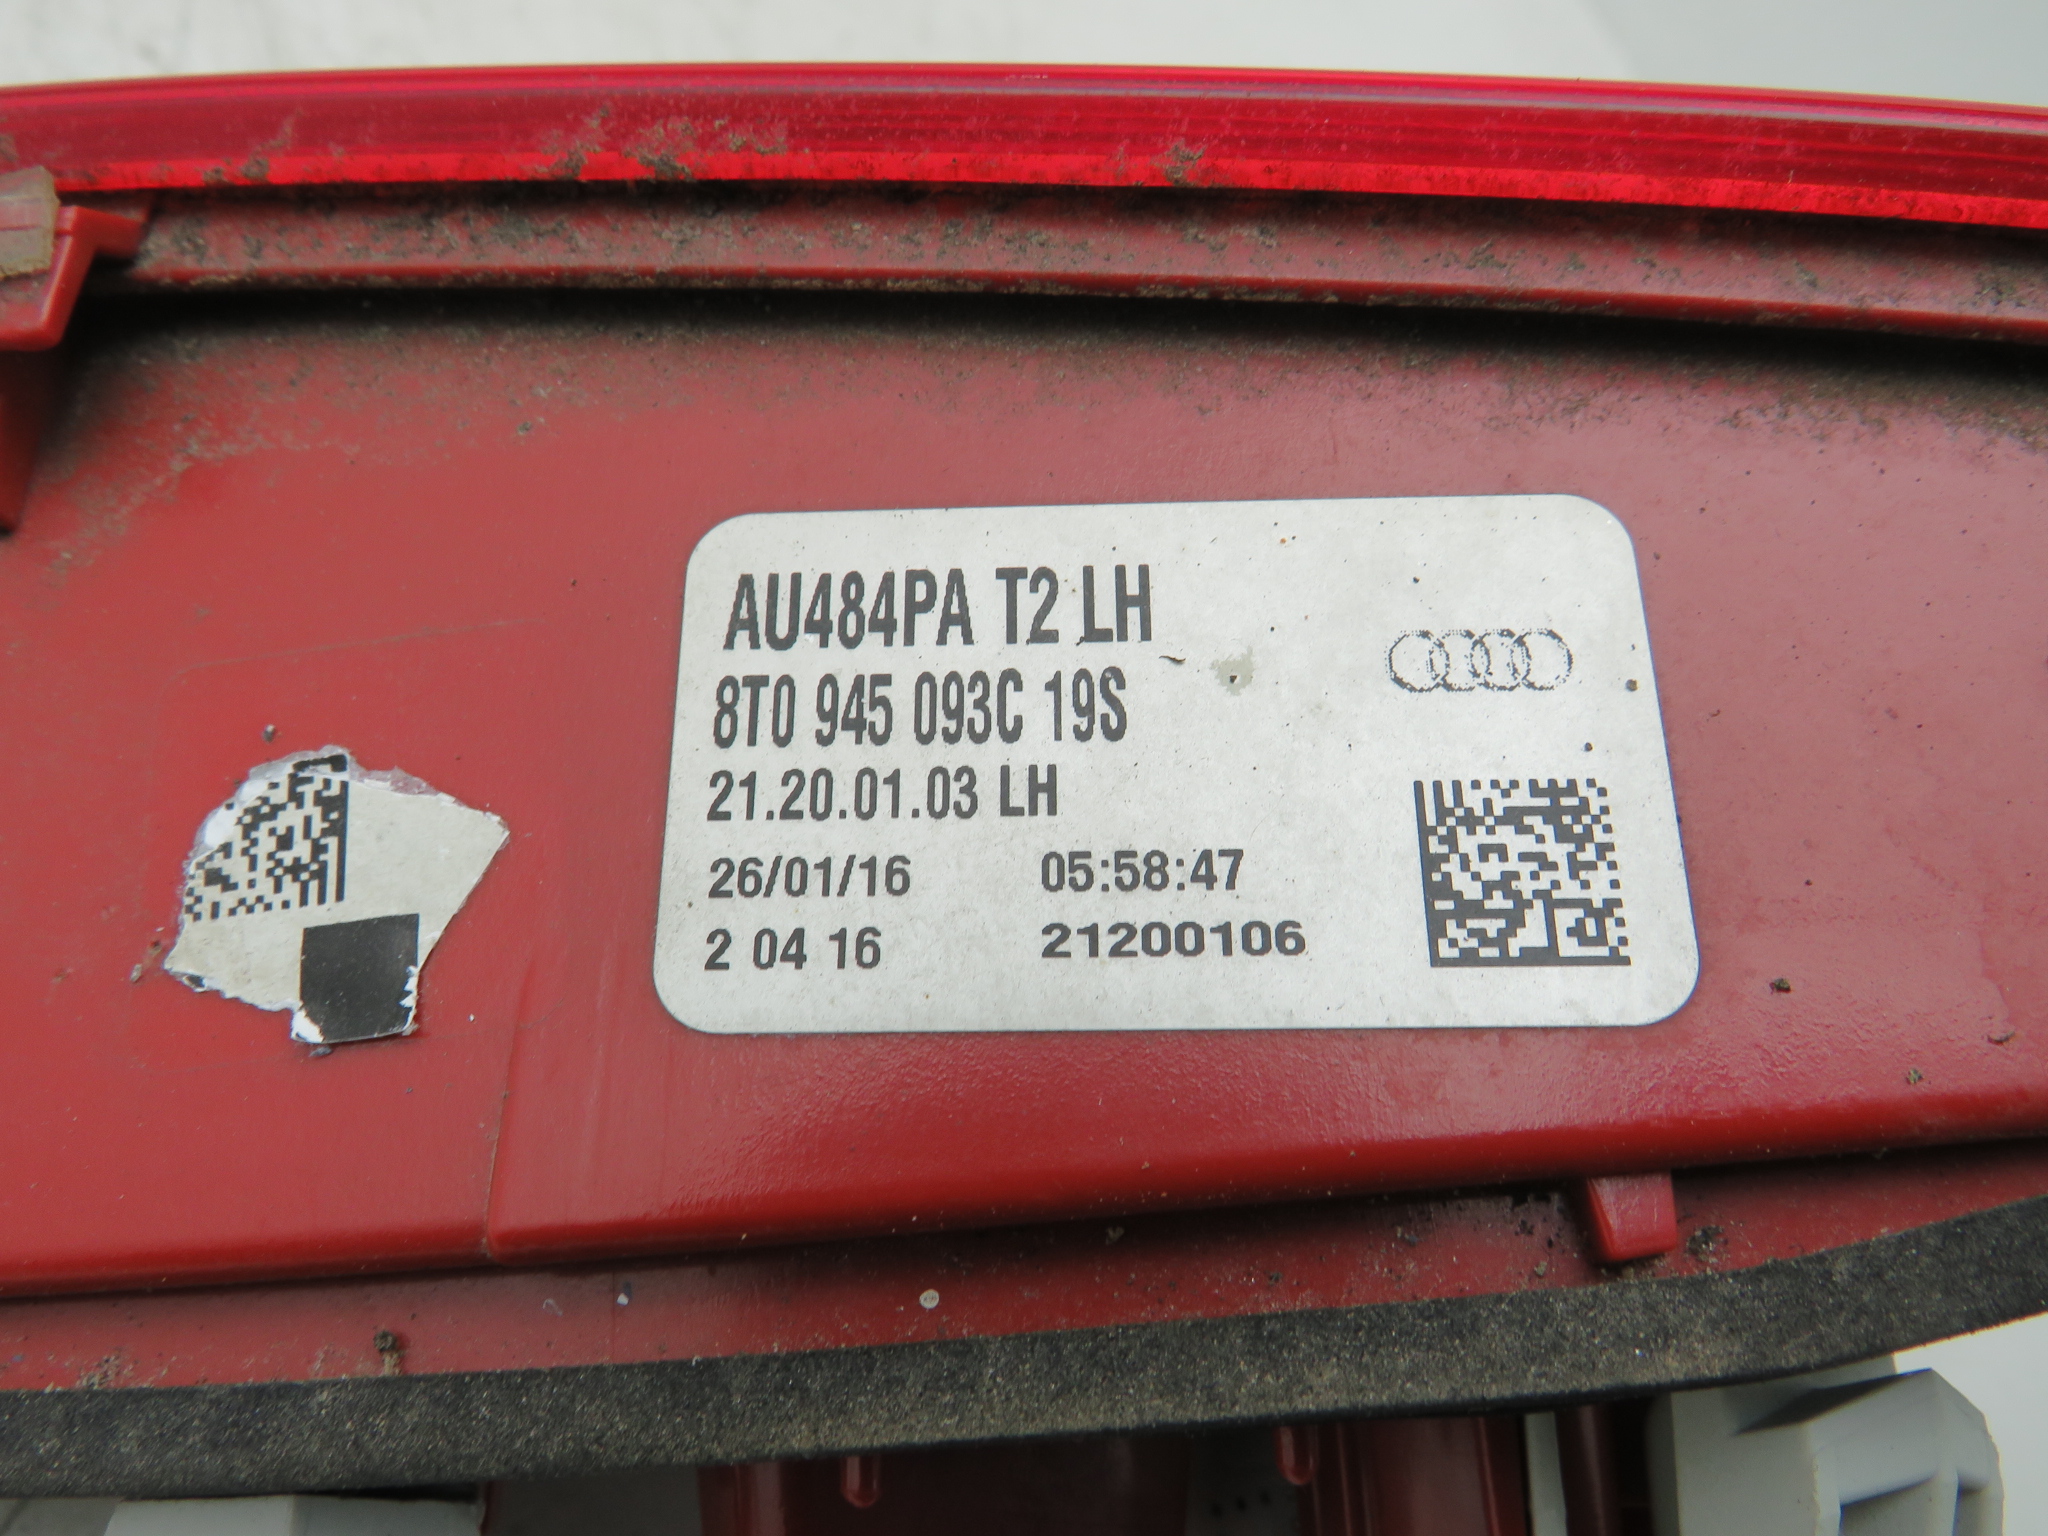 AU484PA T2 LH
8T0 945 093C 19S
21.20.01.03 LH
26/01/16 05:58:47
2 04 16 21200106